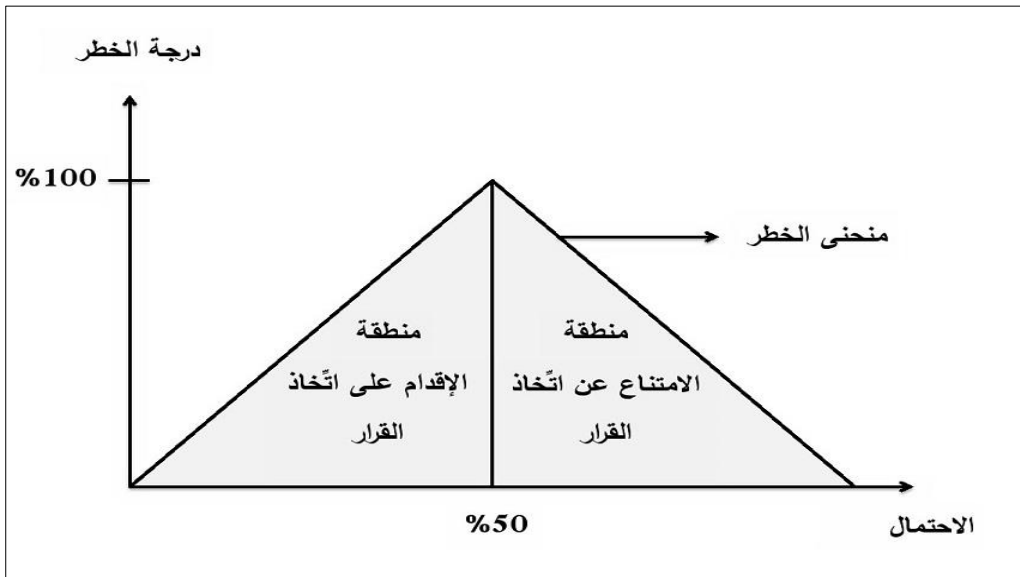 درجة الخطر
%100
منحنى الخطر
منطقة
الامتناع عن اتِّخاذ
القرار
منطقة
الإقدام على اتِّخاذ
القرار
%50
الاحتمال